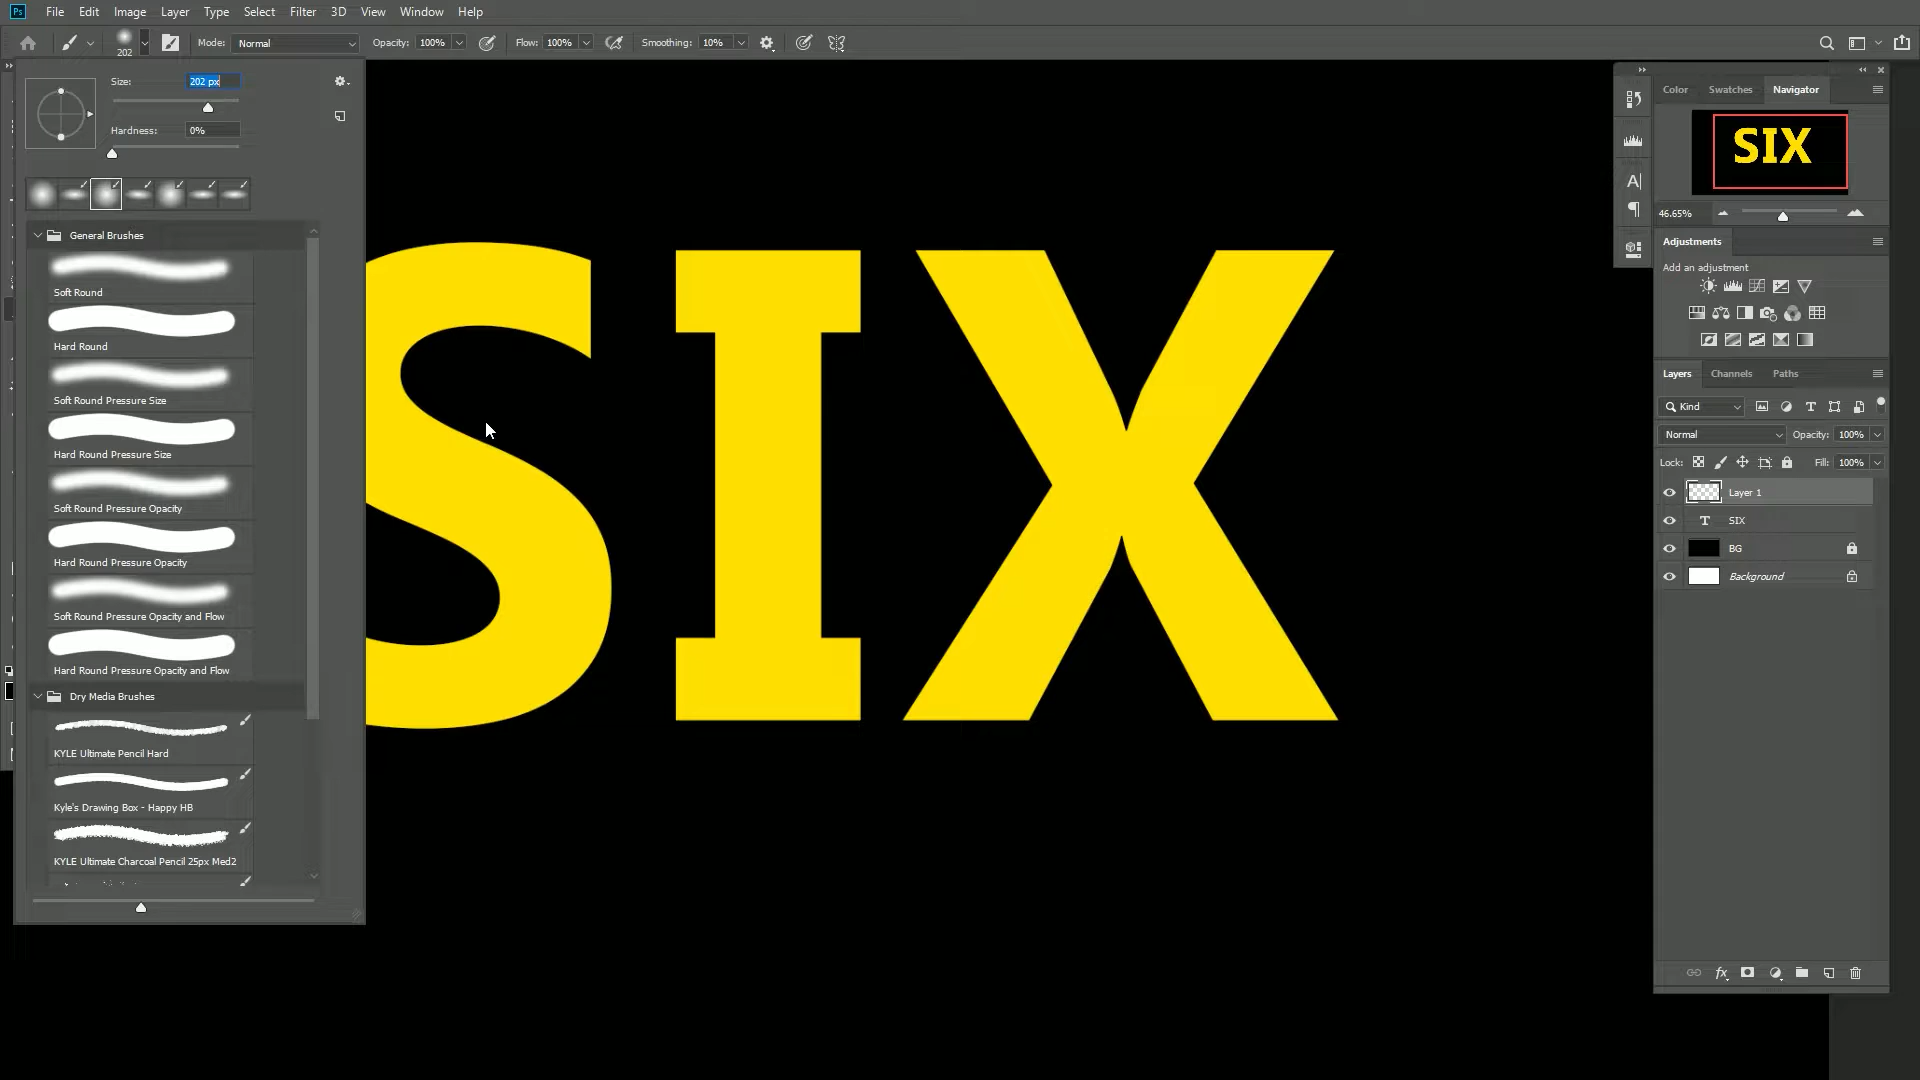 Ps File Edit Image Layer Type Select Filter 3D View Window Help
202 Mode: Normal Opacity: 100% Flow: 100% Smoothing: 10%
Size: 202 px
Hardness: 0%
General Brushes
Soft Round
Hard Round
Soft Round Pressure Size
Hard Round Pressure Size
Soft Round Pressure Opacity
Hard Round Pressure Opacity
Soft Round Pressure Opacity and Flow
Hard Round Pressure Opacity and Flow
Dry Media Brushes
KYLE Ultimate Pencil Hard
Kyle's Drawing Box - Happy HB
KYLE Ultimate Charcoal Pencil 25px Med2
SIX
Color Swatches Navigator
SIX
46.65%
Adjustments
Add an adjustment
Layers Channels Paths
Kind
Normal Opacity: 100%
Lock: Fill: 100%
Layer 1
SIX
BG
Background